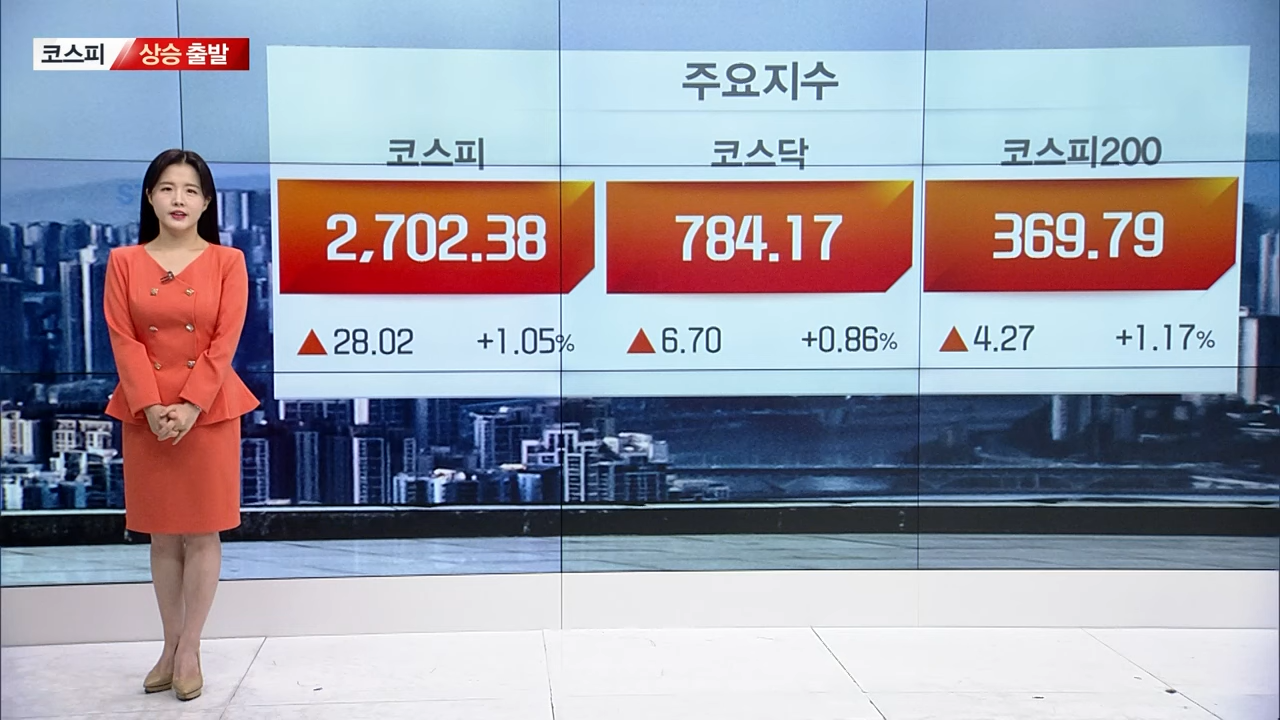 코스피 상승 출발
주요지수
코스피 코스닥 코스피200
2,702.38 784.17 369.79
▲28.02 +1.05% ▲6.70 +0.86% ▲4.27 +1.17%